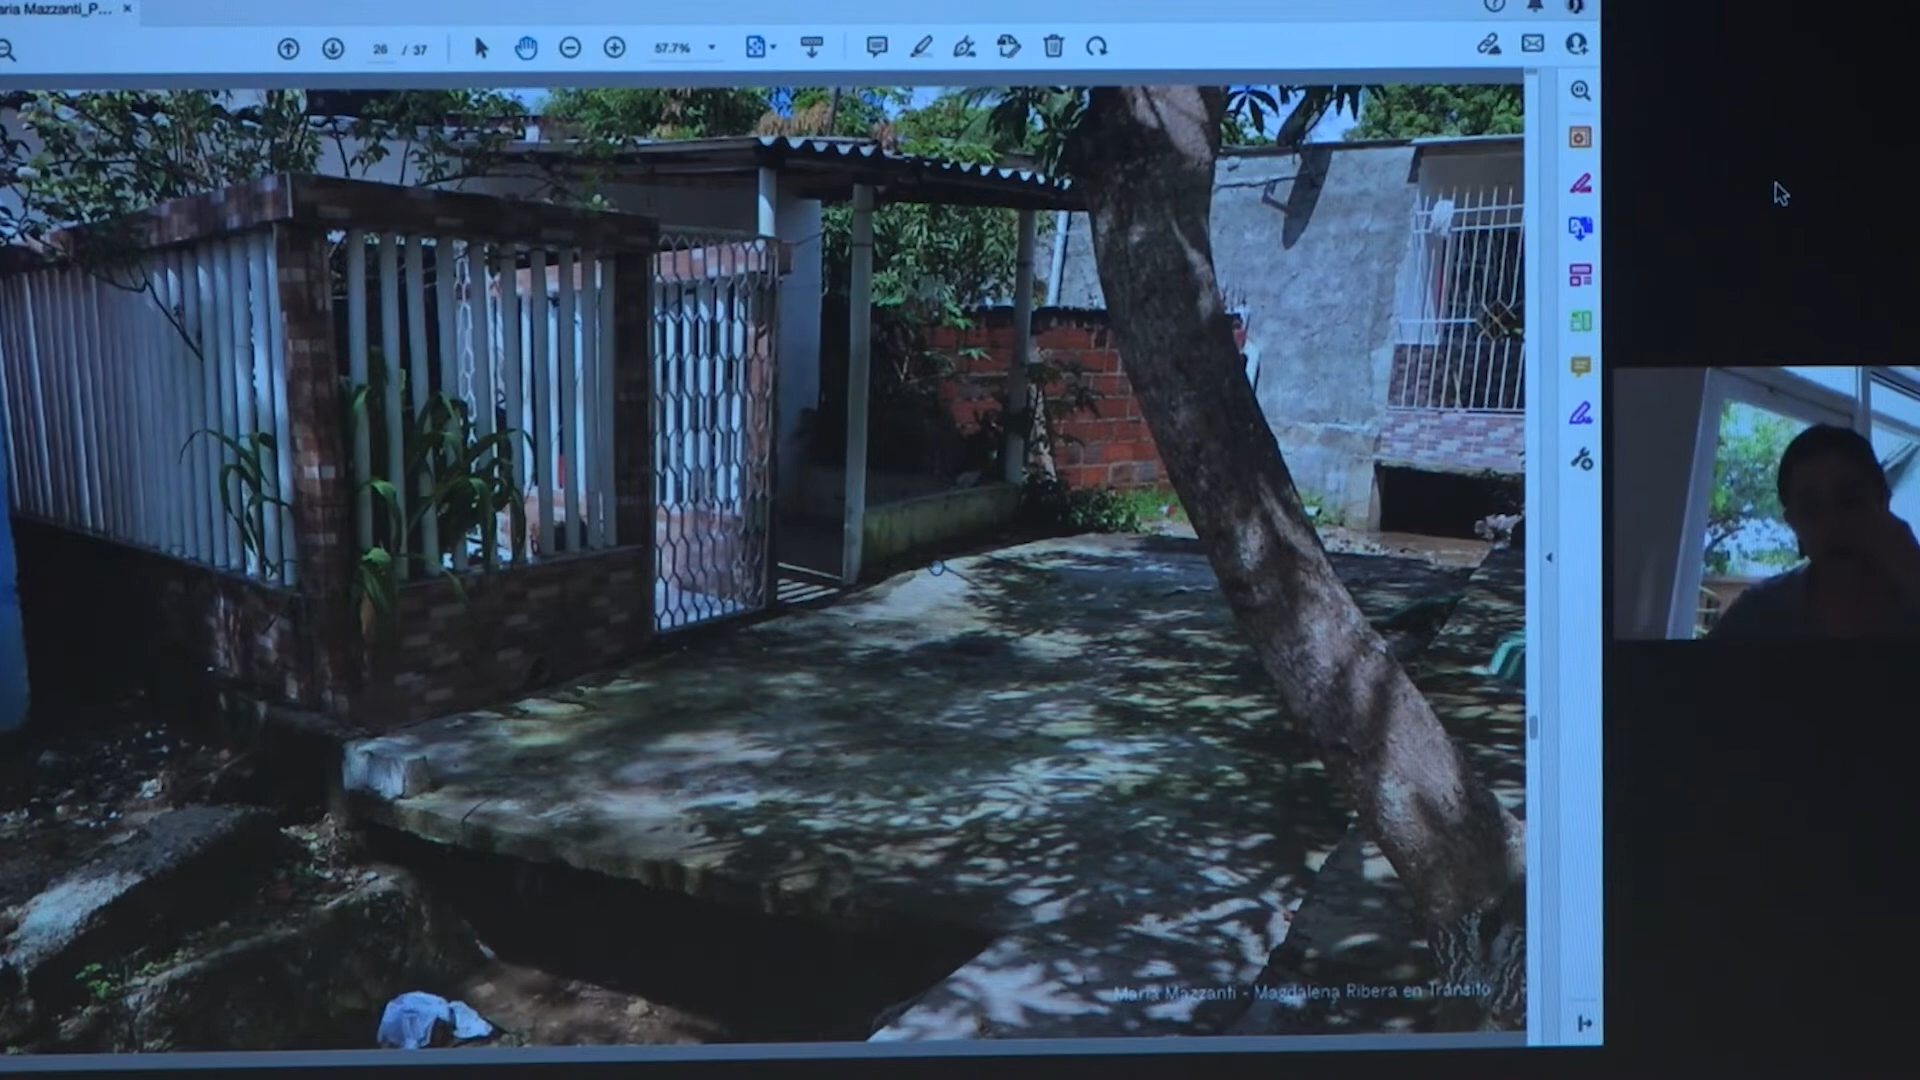 aria Mazzanti_P... ×
26 / 37
57.7%
Maria Mazzanti - Magdalena Ribera en Tránsito